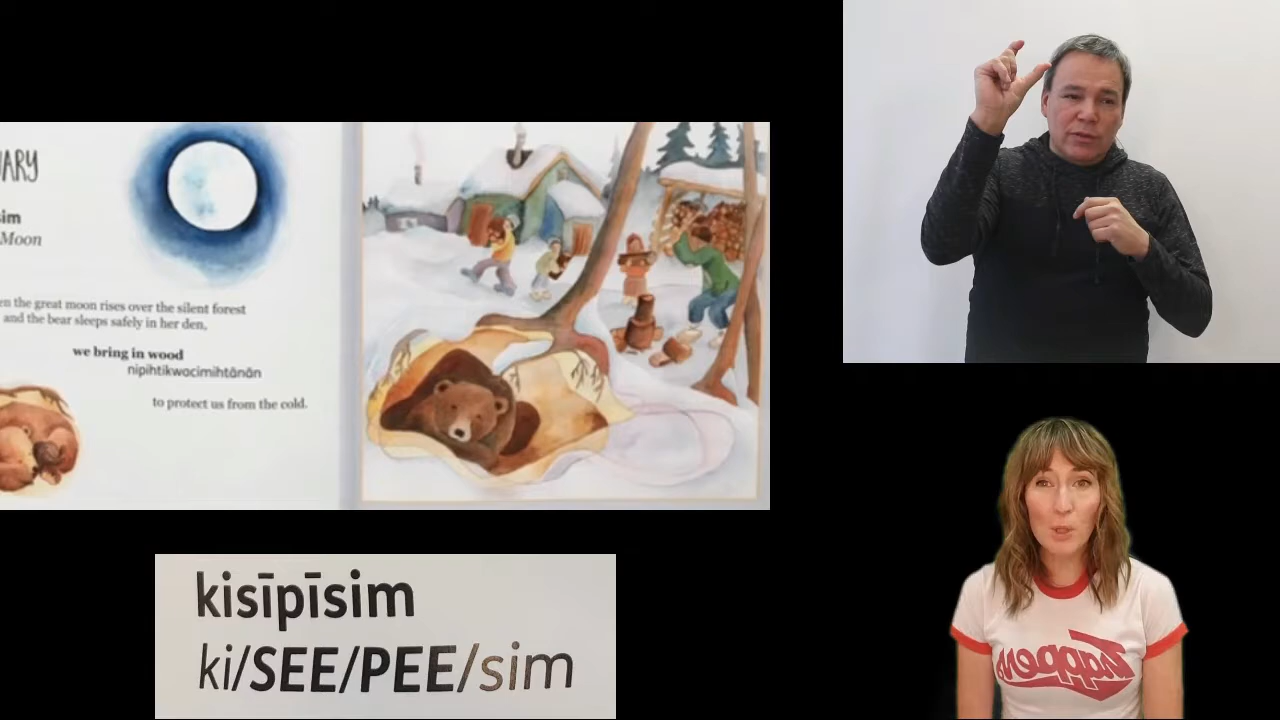 ARY
sim
Moon
en the great moon rises over the silent forest
and the bear sleeps safely in her den,
we bring in wood
nipihtikwacimihtānān
to protect us from the cold.
kisīpīsim
ki/SEE/PEE/sim
Zappers